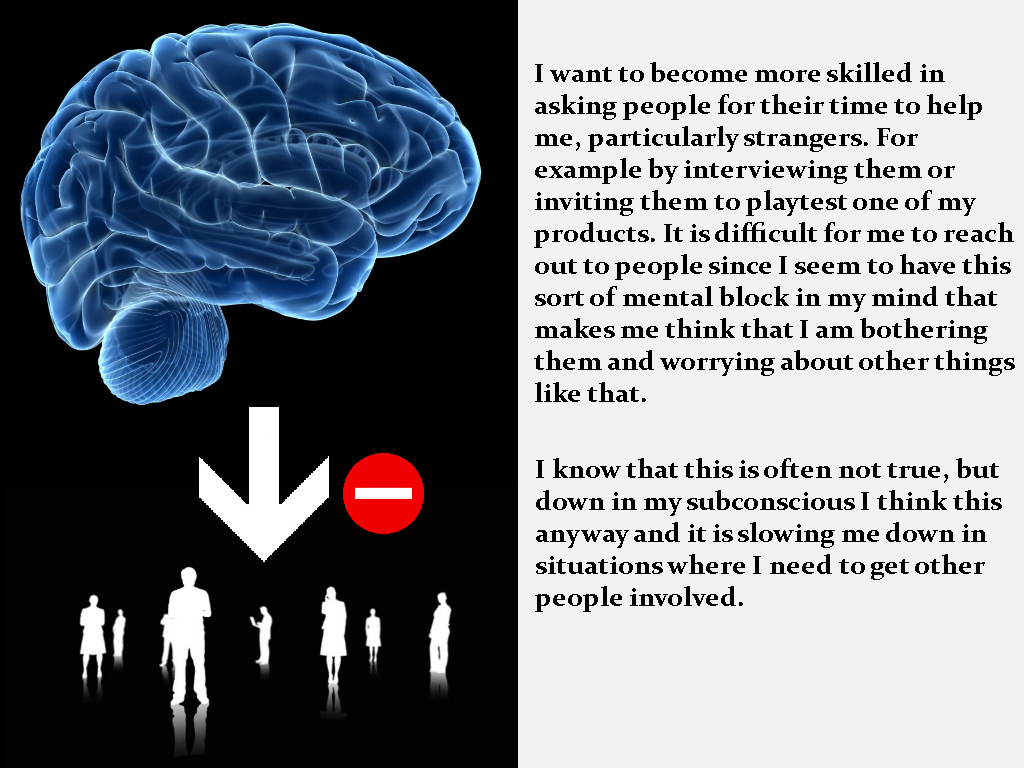 I want to become more skilled in
asking people for their time to help
me, particularly strangers. For
example by interviewing them or
inviting them to playtest one of my
products. It is difficult for me to reach
out to people since I seem to have this
sort of mental block in my mind that
makes me think that I am bothering
them and worrying about other things
like that.
I know that this is often not true, but
down in my subconscious I think this
anyway and it is slowing me down in
situations where I need to get other
people involved.